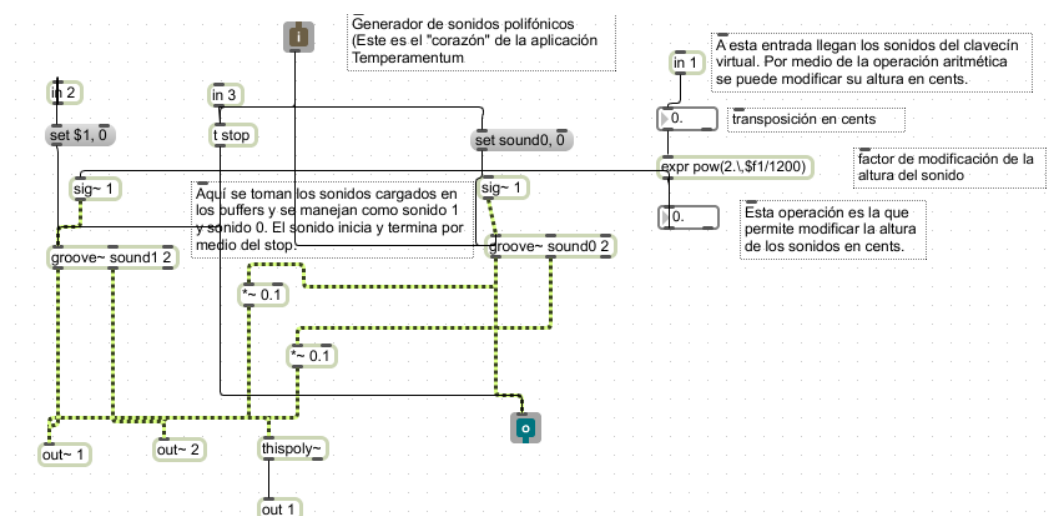 Generador de sonidos polifónicos
(Este es el "corazón" de la aplicación
Temperamentum
i
in 1
A esta entrada llegan los sonidos del clavecín
virtual. Por medio de la operación aritmética
se puede modificar su altura en cents.
in 2
in 3
0.
transposición en cents
set $1, 0
t stop
set sound0, 0
expr pow(2.\,$f1/1200)
factor de modificación de la
altura del sonido
sig~ 1
Aquí se toman los sonidos cargados en
los buffers y se manejan como sonido 1
y sonido 0. El sonido inicia y termina por
medio del stop.
sig~ 1
0.
Esta operación es la que
permite modificar la altura
de los sonidos en cents.
groove~ sound1 2
groove~ sound0 2
*~ 0.1
*~ 0.1
o
out~ 1
out~ 2
thispoly~
out 1